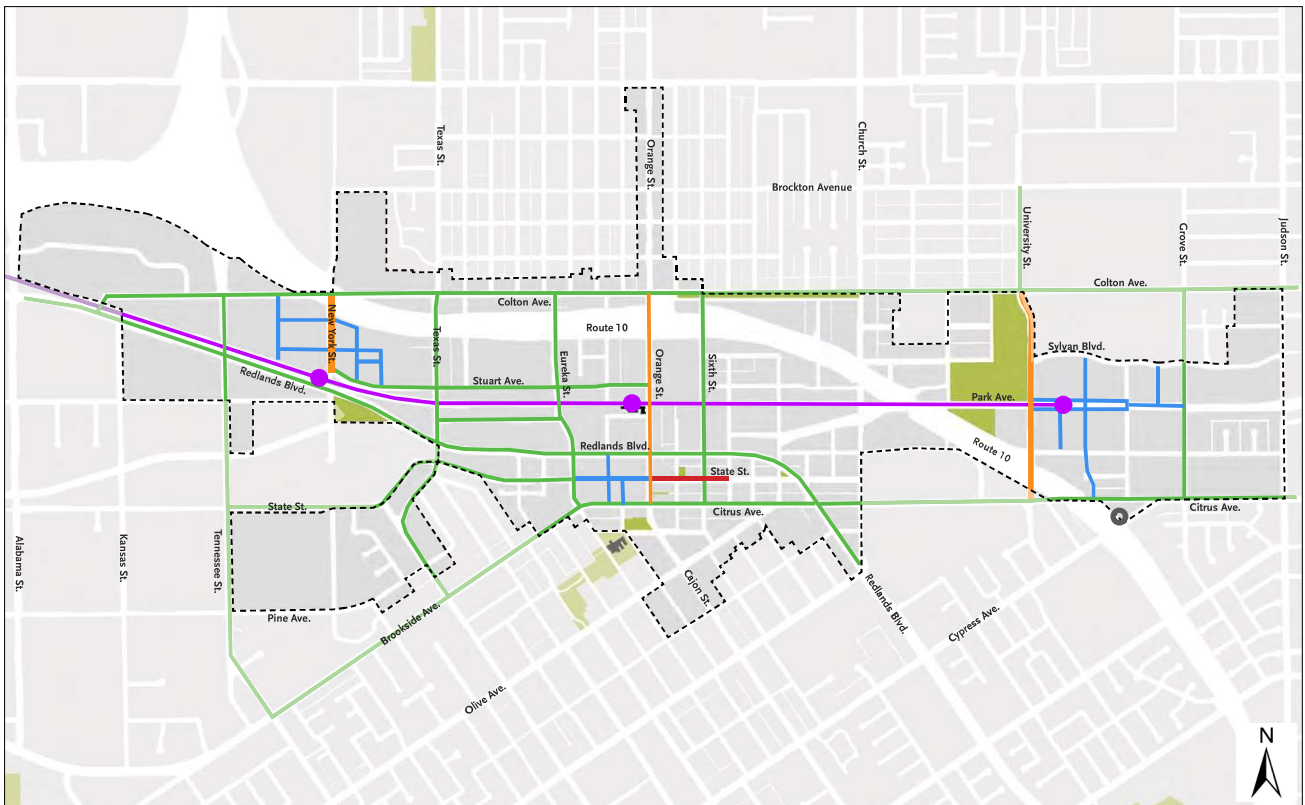 Texas St.
Orange St.
Church St.
Brockton Avenue
University St.
Grove St.
Judson St.
Colton Ave.
Colton Ave.
New York St.
Route 10
Texas St.
Eureka St.
Orange St.
Sixth St.
Sylvan Blvd.
Redlands Blvd.
Stuart Ave.
Park Ave.
Redlands Blvd.
Route 10
State St.
State St.
Citrus Ave.
Citrus Ave.
Alabama St.
Kansas St.
Tennessee St.
Cajon St.
Redlands Blvd.
Pine Ave.
Brookside Ave.
Cypress Ave.
Olive Ave.
N